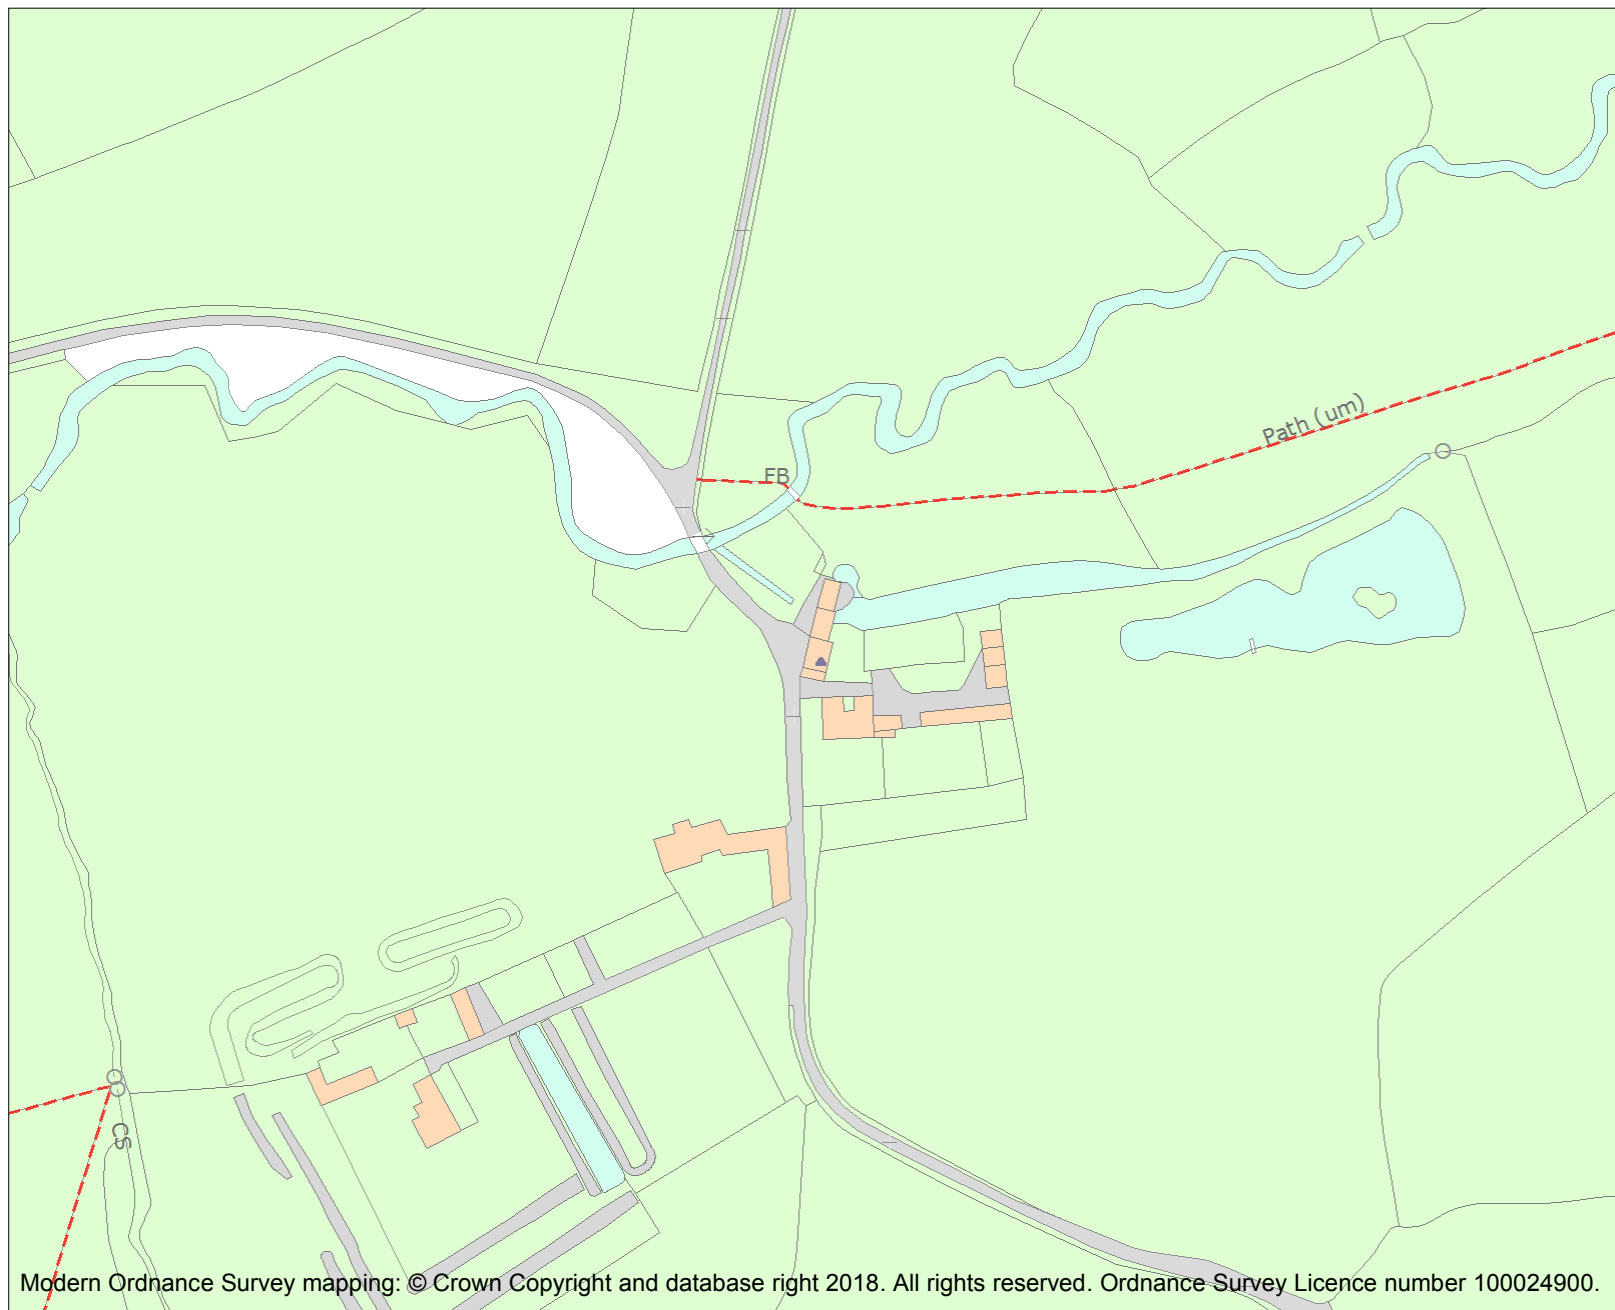 Path (um)
FB
CS
Modern Ordnance Survey mapping: © Crown Copyright and database right 2018. All rights reserved. Ordnance Survey Licence number 100024900.